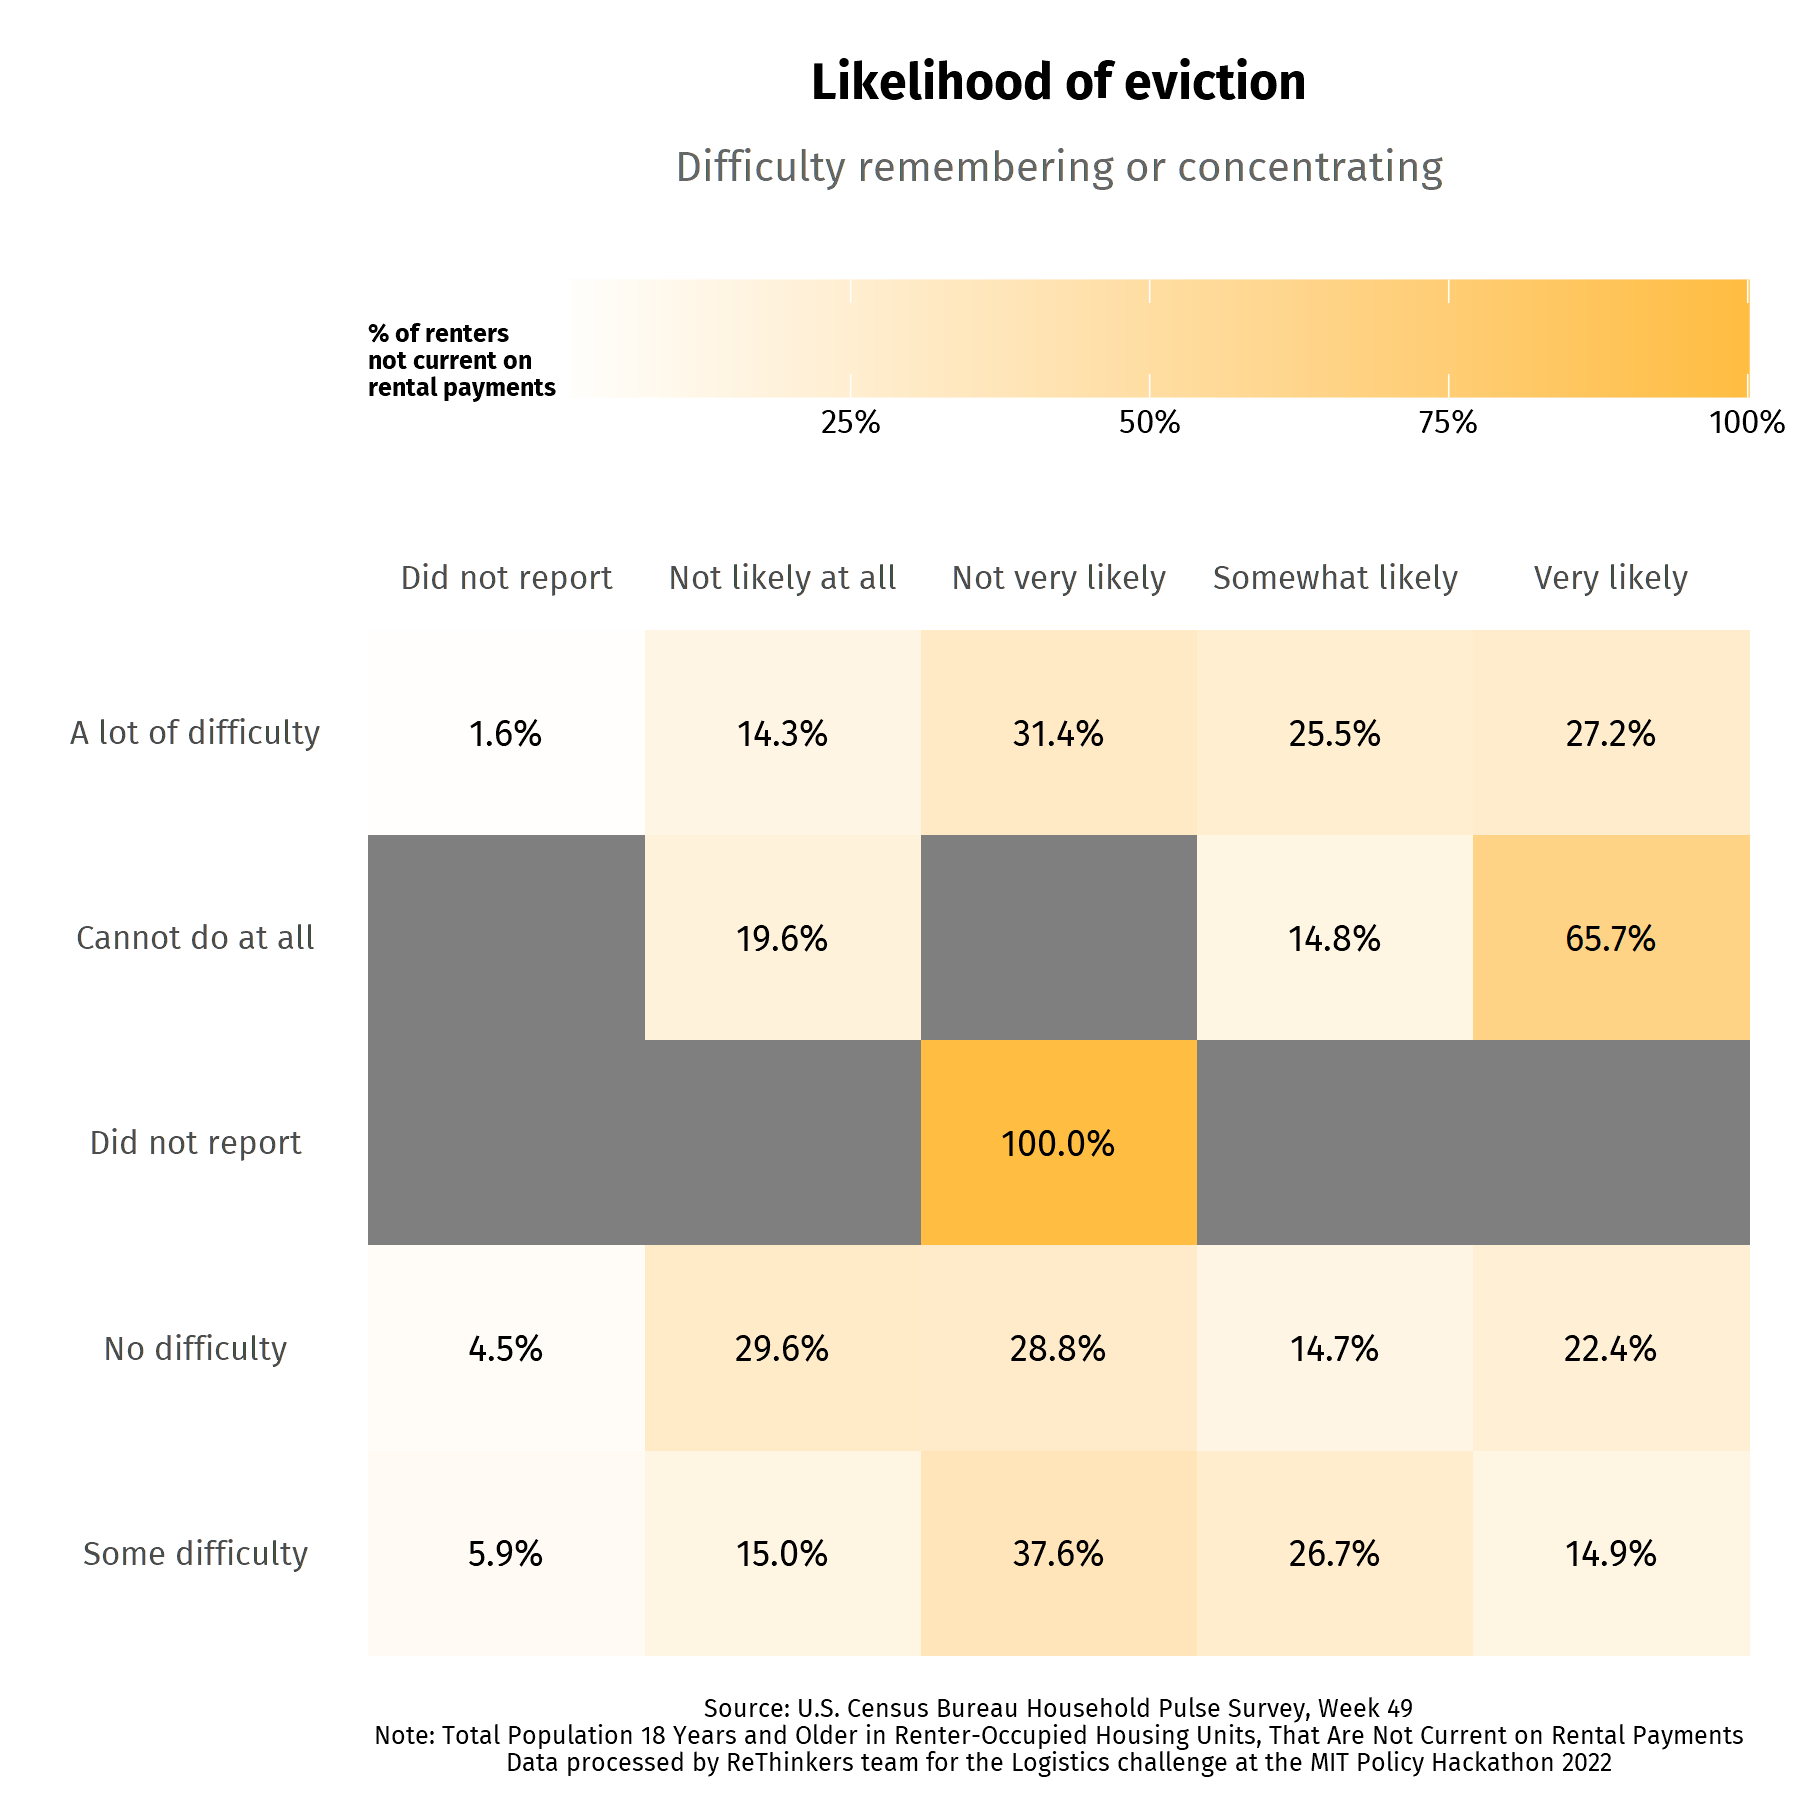 Likelihood of eviction
Difficulty remembering or concentrating
% of renters
not current on
rental payments
25% 50% 75% 100%
Did not report Not likely at all Not very likely Somewhat likely Very likely
A lot of difficulty 1.6% 14.3% 31.4% 25.5% 27.2%
Cannot do at all 19.6% 14.8% 65.7%
Did not report 100.0%
No difficulty 4.5% 29.6% 28.8% 14.7% 22.4%
Some difficulty 5.9% 15.0% 37.6% 26.7% 14.9%
Source: U.S. Census Bureau Household Pulse Survey, Week 49
Note: Total Population 18 Years and Older in Renter-Occupied Housing Units, That Are Not Current on Rental Payments
Data processed by ReThinkers team for the Logistics challenge at the MIT Policy Hackathon 2022